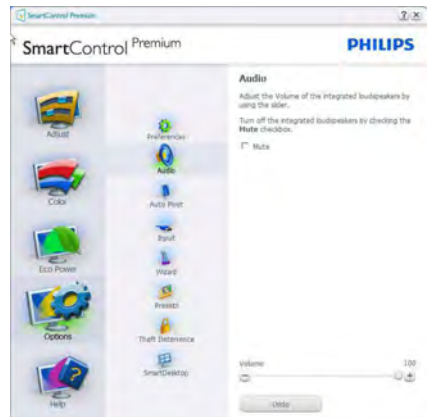 SmartControl Premium
SmartControl Premium
PHILIPS
Adjust
Color
Eco Power
Options
Help
Preferences
Audio
Auto Pivot
Input
Wizard
Presets
Theft Deterrence
SmartDesktop
Audio
Adjust the Volume of the integrated loudspeakers by
using the slider.
Turn off the integrated loudspeakers by checking the
Mute checkbox.
Mute
Volume 100
Undo